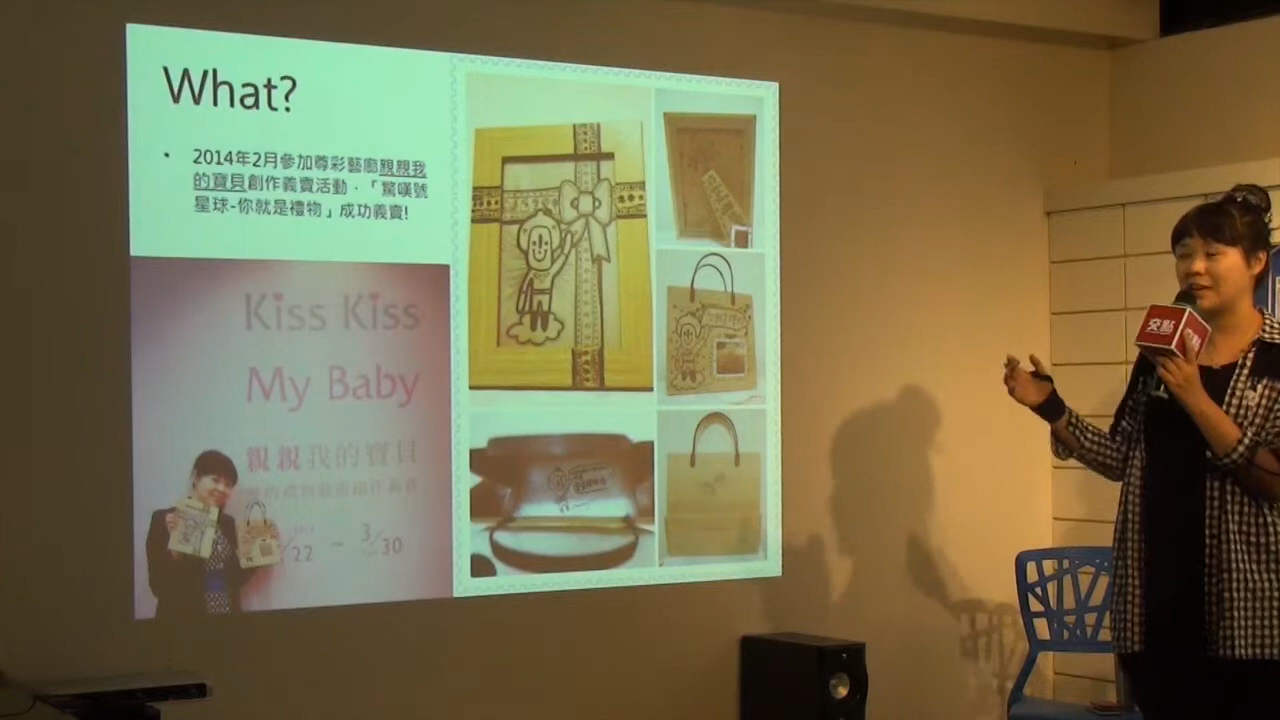 What?
• 2014年2月參加尊彩藝廊親親我
的寶貝創作義賣活動，「驚嘆號
星球-你就是禮物」成功義賣!
Kiss Kiss
My Baby
親親我的寶貝
22 - 3/30
交點